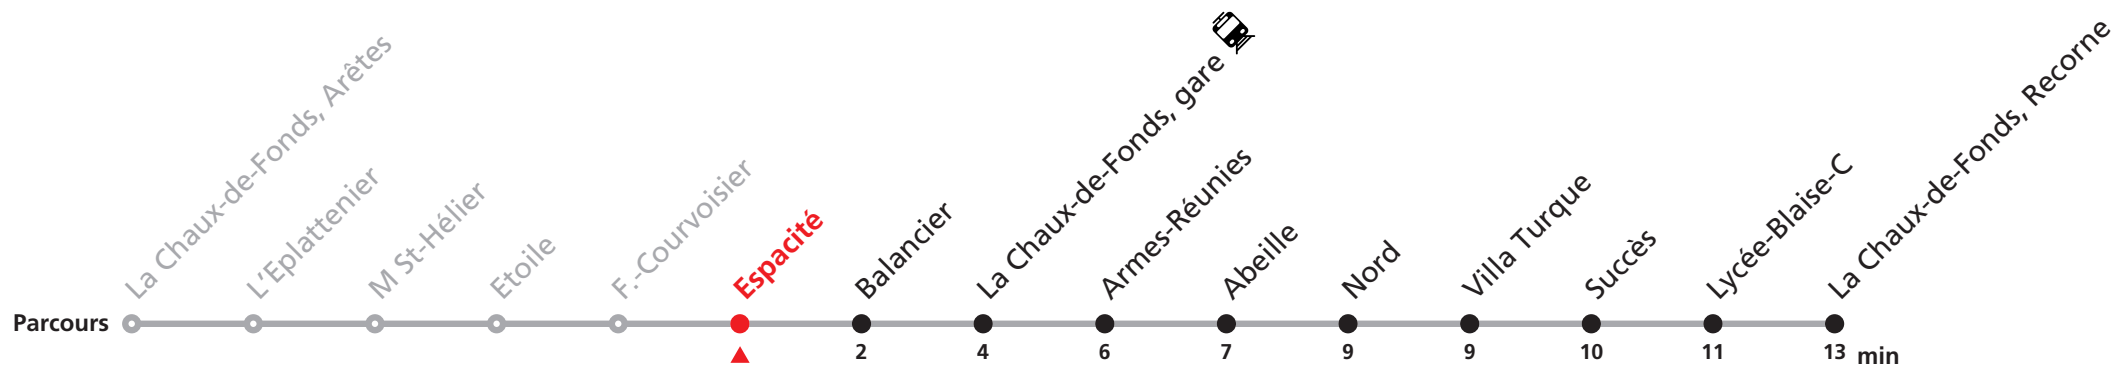 La Chaux-de-Fonds, Arêtes
L'Eplattenier
M St-Hélier
Etoile
F.-Courvoisier
Espacité
Balancier
La Chaux-de-Fonds, gare
Armes-Réunies
Abeille
Nord
Villa Turque
Succès
Lycée-Blaise-C
La Chaux-de-Fonds, Recorne
Parcours
2 4 6 7 9 9 10 11 13 min